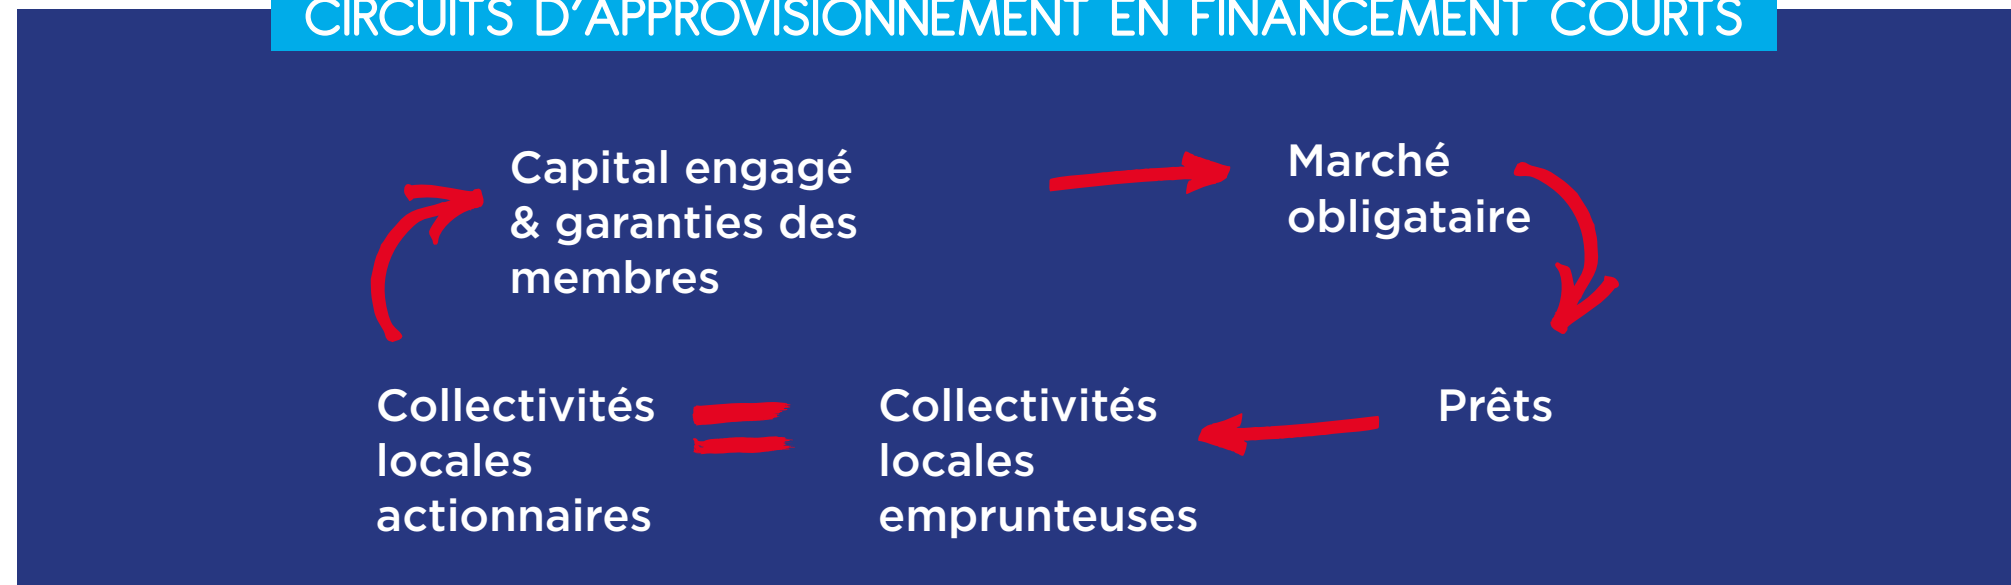 CIRCUITS D'APPROVISIONNEMENT EN FINANCEMENT COURTS
Capital engagé
& garanties des
membres
Marché
obligataire
Collectivités
locales
actionnaires
Collectivités
locales
emprunteuses
Prêts